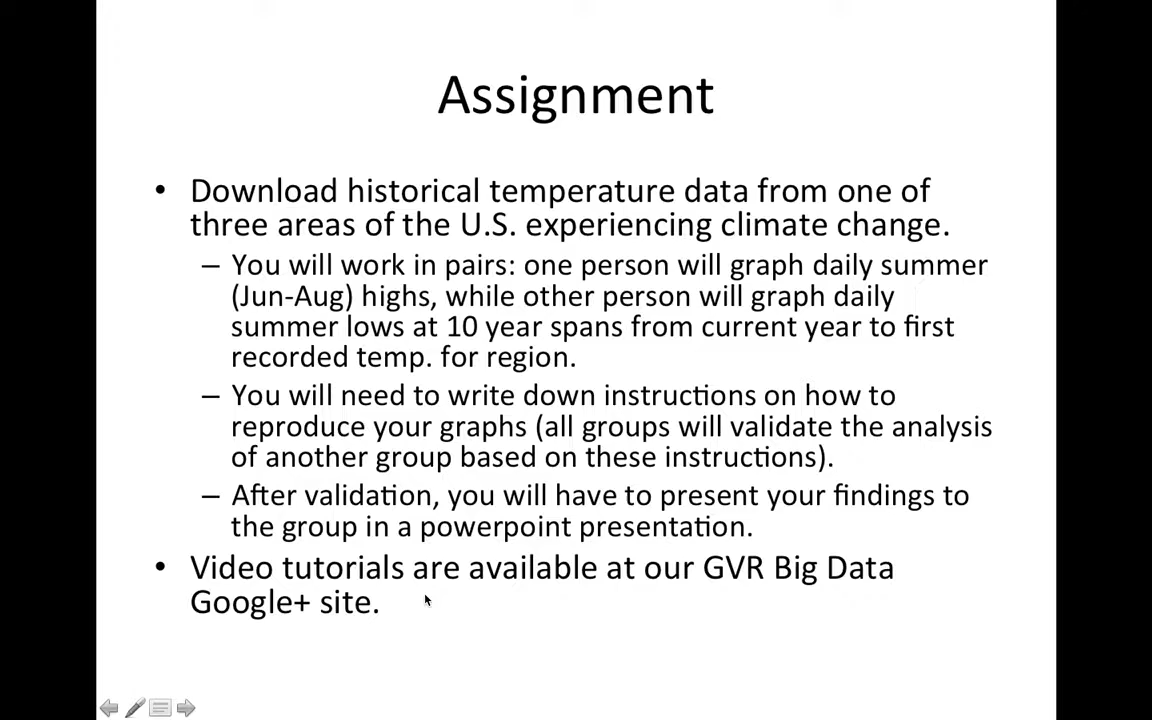 Assignment
• Download historical temperature data from one of
three areas of the U.S. experiencing climate change.
– You will work in pairs: one person will graph daily summer
(Jun-Aug) highs, while other person will graph daily
summer lows at 10 year spans from current year to first
recorded temp. for region.
– You will need to write down instructions on how to
reproduce your graphs (all groups will validate the analysis
of another group based on these instructions).
– After validation, you will have to present your findings to
the group in a powerpoint presentation.
• Video tutorials are available at our GVR Big Data
Google+ site.